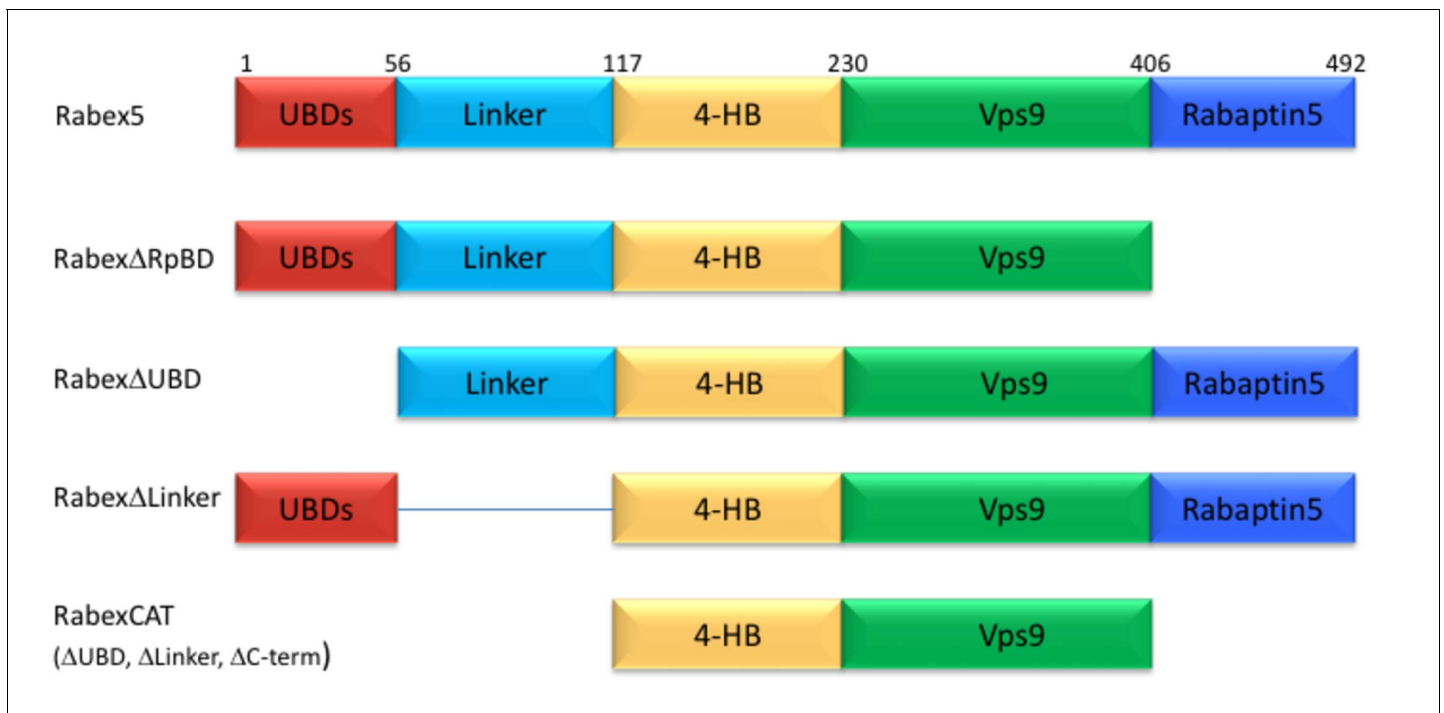 1 56 117 230 406 492
Rabex5 UBDs Linker 4-HB Vps9 Rabaptin5
RabexΔRpBD UBDs Linker 4-HB Vps9
RabexΔUBD Linker 4-HB Vps9 Rabaptin5
RabexΔLinker UBDs 4-HB Vps9 Rabaptin5
RabexCAT 4-HB Vps9
(ΔUBD, ΔLinker, ΔC-term)